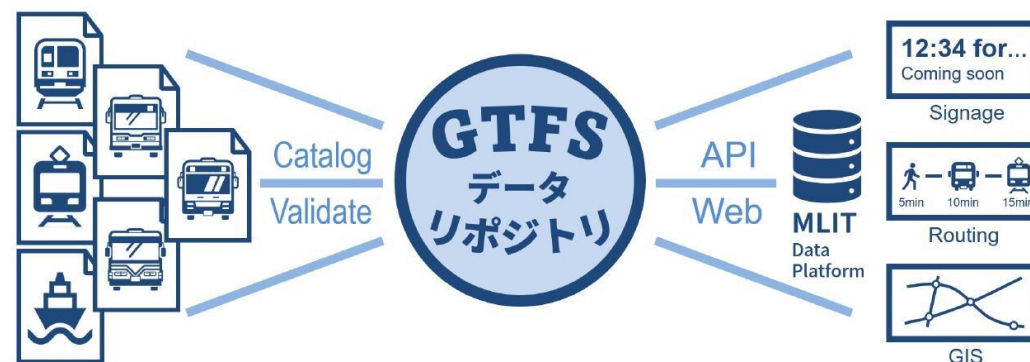 Catalog
Validate
GTFS
データ
リポジトリ
API
Web
MLIT
Data
Platform
12:34 for...
Coming soon
Signage
5min 10min 15min
Routing
GIS